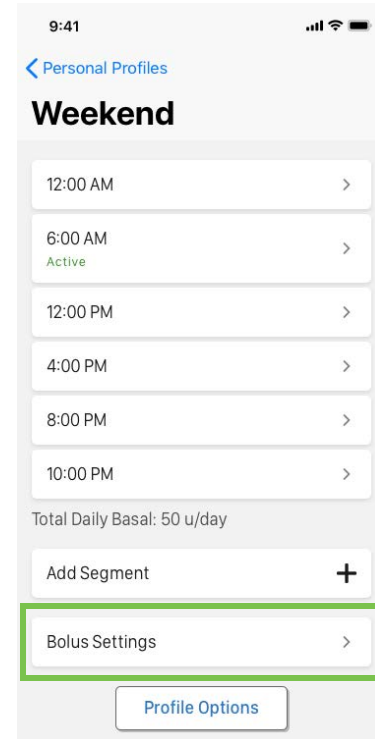 9:41
Personal Profiles
Weekend
12:00 AM
6:00 AM
Active
12:00 PM
4:00 PM
8:00 PM
10:00 PM
Total Daily Basal: 50 u/day
Add Segment
Bolus Settings
Profile Options